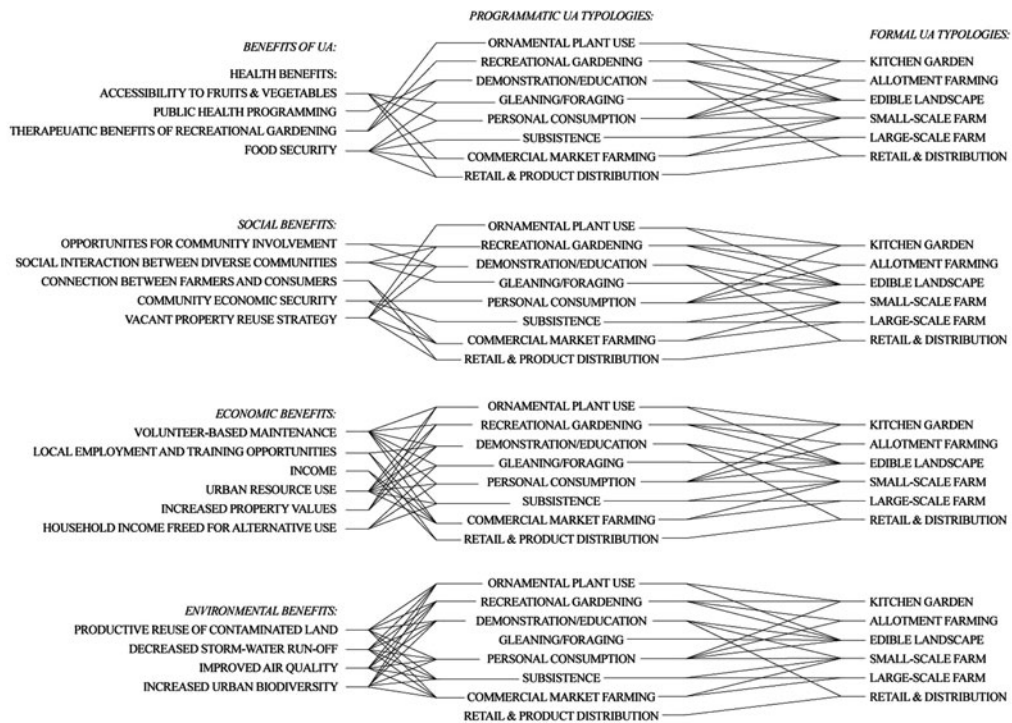 PROGRAMMATIC UA TYPOLOGIES:
BENEFITS OF UA:
FORMAL UA TYPOLOGIES:
HEALTH BENEFITS:
ACCESSIBILITY TO FRUITS & VEGETABLES
PUBLIC HEALTH PROGRAMMING
THERAPEUATIC BENEFITS OF RECREATIONAL GARDENING
FOOD SECURITY
ORNAMENTAL PLANT USE
RECREATIONAL GARDENING
DEMONSTRATION/EDUCATION
GLEANING/FORAGING
PERSONAL CONSUMPTION
SUBSISTENCE
COMMERCIAL MARKET FARMING
RETAIL & PRODUCT DISTRIBUTION
KITCHEN GARDEN
ALLOTMENT FARMING
EDIBLE LANDSCAPE
SMALL-SCALE FARM
LARGE-SCALE FARM
RETAIL & DISTRIBUTION
SOCIAL BENEFITS:
OPPORTUNITES FOR COMMUNITY INVOLVEMENT
SOCIAL INTERACTION BETWEEN DIVERSE COMMUNITIES
CONNECTION BETWEEN FARMERS AND CONSUMERS
COMMUNITY ECONOMIC SECURITY
VACANT PROPERTY REUSE STRATEGY
ORNAMENTAL PLANT USE
RECREATIONAL GARDENING
DEMONSTRATION/EDUCATION
GLEANING/FORAGING
PERSONAL CONSUMPTION
SUBSISTENCE
COMMERCIAL MARKET FARMING
RETAIL & PRODUCT DISTRIBUTION
KITCHEN GARDEN
ALLOTMENT FARMING
EDIBLE LANDSCAPE
SMALL-SCALE FARM
LARGE-SCALE FARM
RETAIL & DISTRIBUTION
ECONOMIC BENEFITS:
VOLUNTEER-BASED MAINTENANCE
LOCAL EMPLOYMENT AND TRAINING OPPORTUNITIES
INCOME
URBAN RESOURCE USE
INCREASED PROPERTY VALUES
HOUSEHOLD INCOME FREED FOR ALTERNATIVE USE
ORNAMENTAL PLANT USE
RECREATIONAL GARDENING
DEMONSTRATION/EDUCATION
GLEANING/FORAGING
PERSONAL CONSUMPTION
SUBSISTENCE
COMMERCIAL MARKET FARMING
RETAIL & PRODUCT DISTRIBUTION
KITCHEN GARDEN
ALLOTMENT FARMING
EDIBLE LANDSCAPE
SMALL-SCALE FARM
LARGE-SCALE FARM
RETAIL & DISTRIBUTION
ENVIRONMENTAL BENEFITS:
PRODUCTIVE REUSE OF CONTAMINATED LAND
DECREASED STORM-WATER RUN-OFF
IMPROVED AIR QUALITY
INCREASED URBAN BIODIVERSITY
ORNAMENTAL PLANT USE
RECREATIONAL GARDENING
DEMONSTRATION/EDUCATION
GLEANING/FORAGING
PERSONAL CONSUMPTION
SUBSISTENCE
COMMERCIAL MARKET FARMING
RETAIL & PRODUCT DISTRIBUTION
KITCHEN GARDEN
ALLOTMENT FARMING
EDIBLE LANDSCAPE
SMALL-SCALE FARM
LARGE-SCALE FARM
RETAIL & DISTRIBUTION